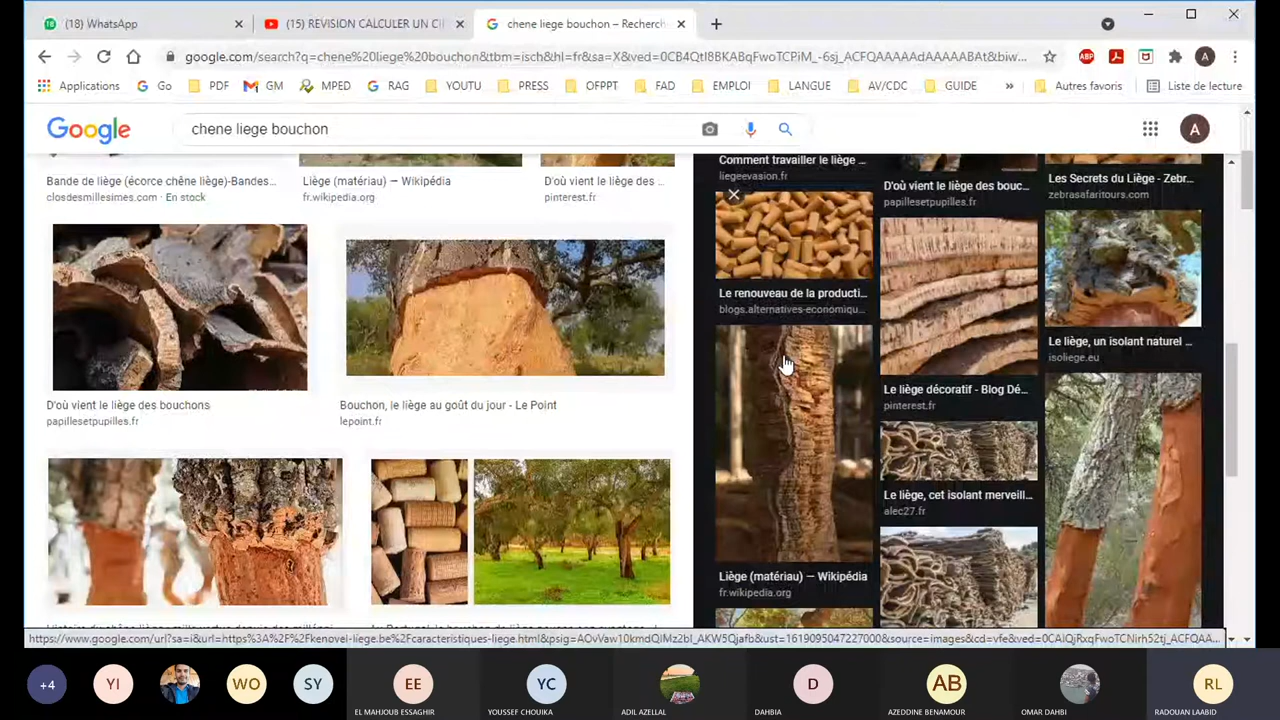 (18) WhatsApp
(15) REVISION CALCULER UN CI
chene liege bouchon – Recherch
google.com/search?q=chene%20liege%20bouchon&tbm=isch&hl=fr&sa=X&ved=0CB4QtI8BKABqFwoTCPiM_-6sj_ACFQAAAAAdAAAAABAt&biw...
Applications
Go
PDF
GM
MPED
RAG
YOUTU
PRESS
OFPPT
FAD
EMPLOI
LANGUE
AV/CDC
GUIDE
»
Autres favoris
Liste de lecture
Google
chene liege bouchon
A
Bande de liège (écorce chêne liège)-Bandes...
closdesmillesimes.com · En stock
Liège (matériau) — Wikipédia
fr.wikipedia.org
D'où vient le liège des ...
pinterest.fr
D'où vient le liège des bouchons
papillesetpupilles.fr
Bouchon, le liège au goût du jour - Le Point
lepoint.fr
Comment travailler le liège ...
liegeevasion.fr
Le renouveau de la producti...
blogs.alternatives-economiqu...
Liège (matériau) — Wikipédia
fr.wikipedia.org
D'où vient le liège des bouc...
papillesetpupilles.fr
Le liège décoratif - Blog Dé...
pinterest.fr
Le liège, cet isolant merveill...
alec27.fr
Les Secrets du Liège - Zebr...
zebrasafaritours.com
Le liège, un isolant naturel ...
isoliege.eu
+4
YI
WO
SY
EE
EL MAHJOUB ESSAGHIR
YC
YOUSSEF CHOUIKA
ADIL AZELLAL
D
DAHBIA
AB
AZEDDINE BENAMOUR
OMAR DAHBI
RL
RADOUAN LAABID